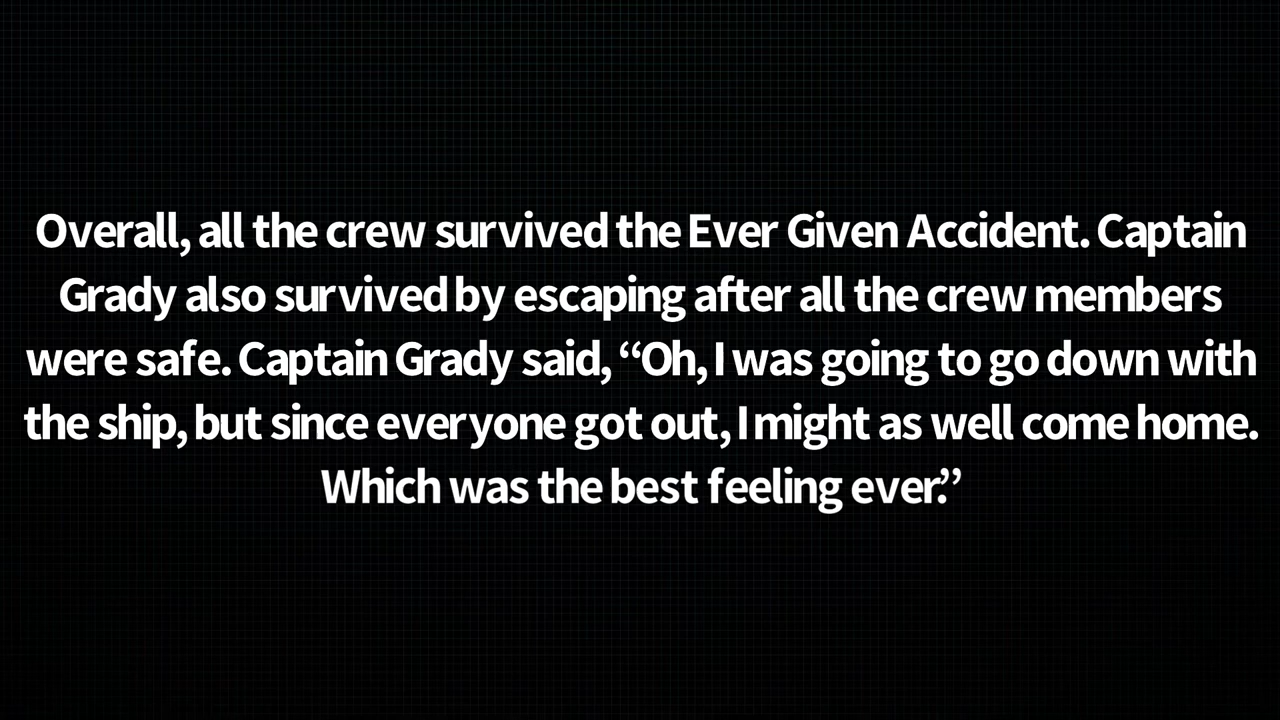 Overall, all the crew survived the Ever Given Accident. Captain
Grady also survived by escaping after all the crew members
were safe. Captain Grady said, “Oh, I was going to go down with
the ship, but since everyone got out, I might as well come home.
Which was the best feeling ever.”